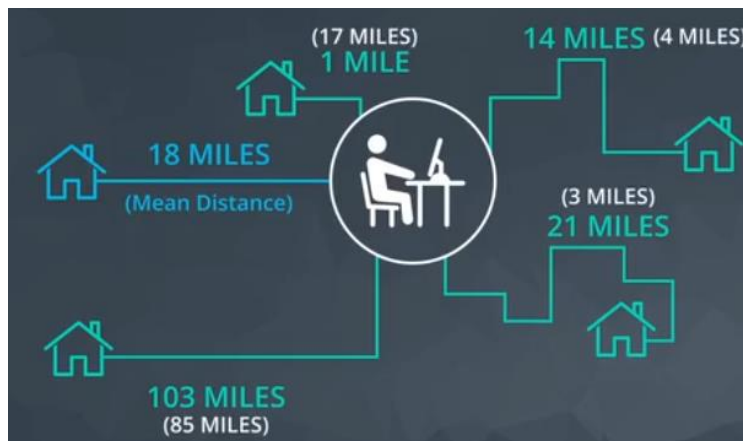 (17 MILES)
1 MILE
14 MILES (4 MILES)
18 MILES
(Mean Distance)
(3 MILES)
21 MILES
103 MILES
(85 MILES)